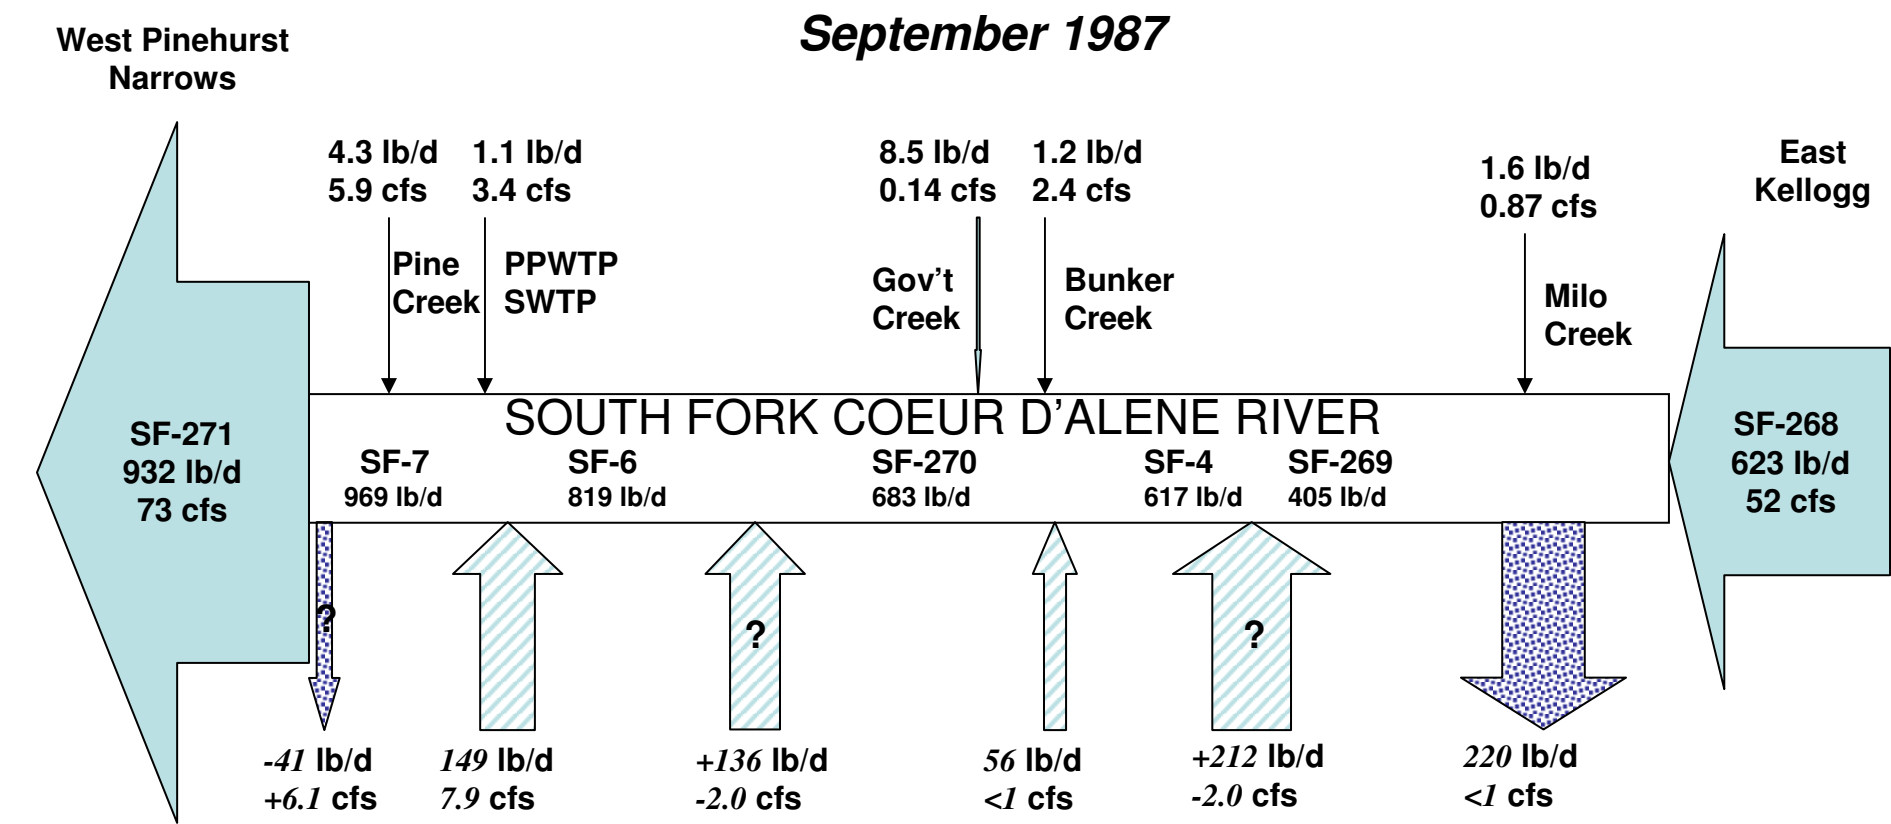 September 1987
West Pinehurst
Narrows
4.3 lb/d
5.9 cfs
1.1 lb/d
3.4 cfs
8.5 lb/d
0.14 cfs
1.2 lb/d
2.4 cfs
1.6 lb/d
0.87 cfs
East
Kellogg
Pine
Creek
PPWTP
SWTP
Gov't
Creek
Bunker
Creek
Milo
Creek
SOUTH FORK COEUR D'ALENE RIVER
SF-271
932 lb/d
73 cfs
SF-7
969 lb/d
SF-6
819 lb/d
SF-270
683 lb/d
SF-4
617 lb/d
SF-269
405 lb/d
SF-268
623 lb/d
52 cfs
?
?
?
-41 lb/d
+6.1 cfs
149 lb/d
7.9 cfs
+136 lb/d
-2.0 cfs
56 lb/d
<1 cfs
+212 lb/d
-2.0 cfs
220 lb/d
<1 cfs